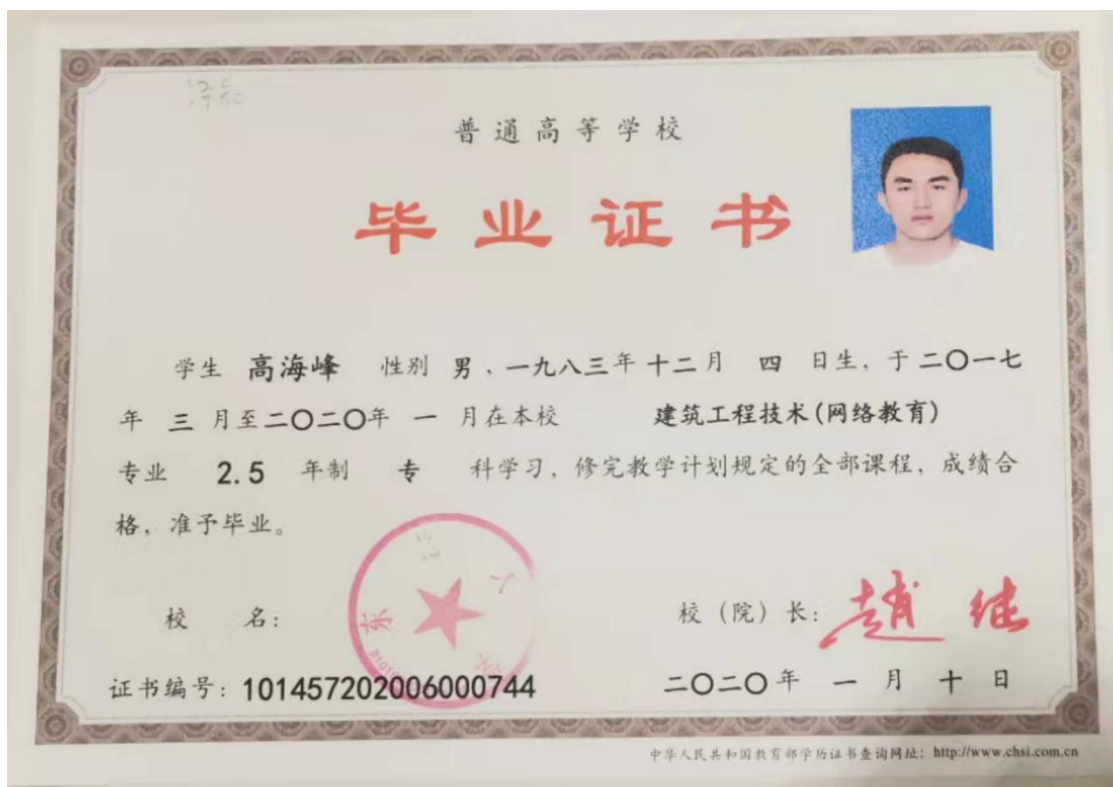 普通高等学校
毕业证书
学生 高海峰 性别 男，一九八三年十二月 四 日生，于二〇一七
年 三 月至二〇二〇年 一 月在本校 建筑工程技术(网络教育)
专业 2.5 年制 专 科学习，修完教学计划规定的全部课程，成绩合
格，准予毕业。
东 大
校 名：
校（院）长： 赵继
证书编号：101457202006000744
二〇二〇年 一 月 十 日
中华人民共和国教育部学历证书查询网址：http://www.chsi.com.cn